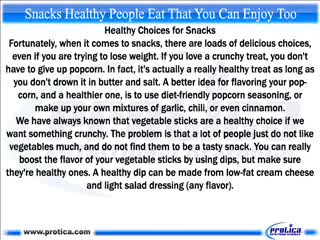 Snacks Healthy People Eat That You Can Enjoy Too
Healthy Choices for Snacks
Fortunately, when it comes to snacks, there are loads of delicious choices,
even if you are trying to lose weight. If you love a crunchy treat, you don't
have to give up popcorn. In fact, it's actually a really healthy treat as long as
you don't drown it in butter and salt. A better idea for flavoring your pop-
corn, and a healthier one, is to use diet-friendly popcorn seasoning, or
make up your own mixtures of garlic, chili, or even cinnamon.
We have always known that vegetable sticks are a healthy choice if we
want something crunchy. The problem is that a lot of people just do not like
vegetables much, and do not find them to be a tasty snack. You can really
boost the flavor of your vegetable sticks by using dips, but make sure
they're healthy ones. A healthy dip can be made from low-fat cream cheese
and light salad dressing (any flavor).
www.protica.com
protica